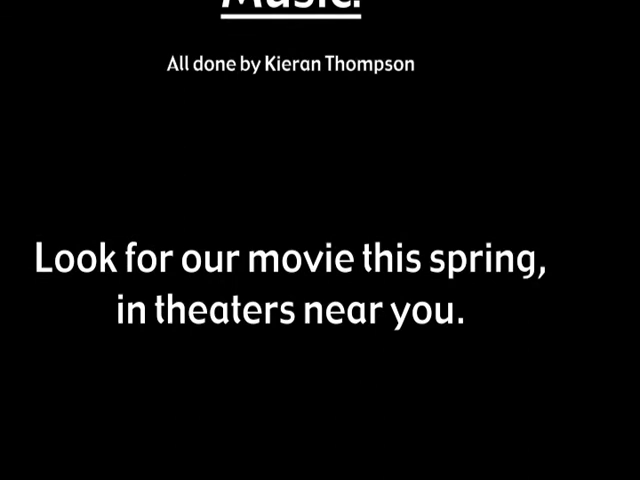 Music:
All done by Kieran Thompson
Look for our movie this spring,
in theaters near you.